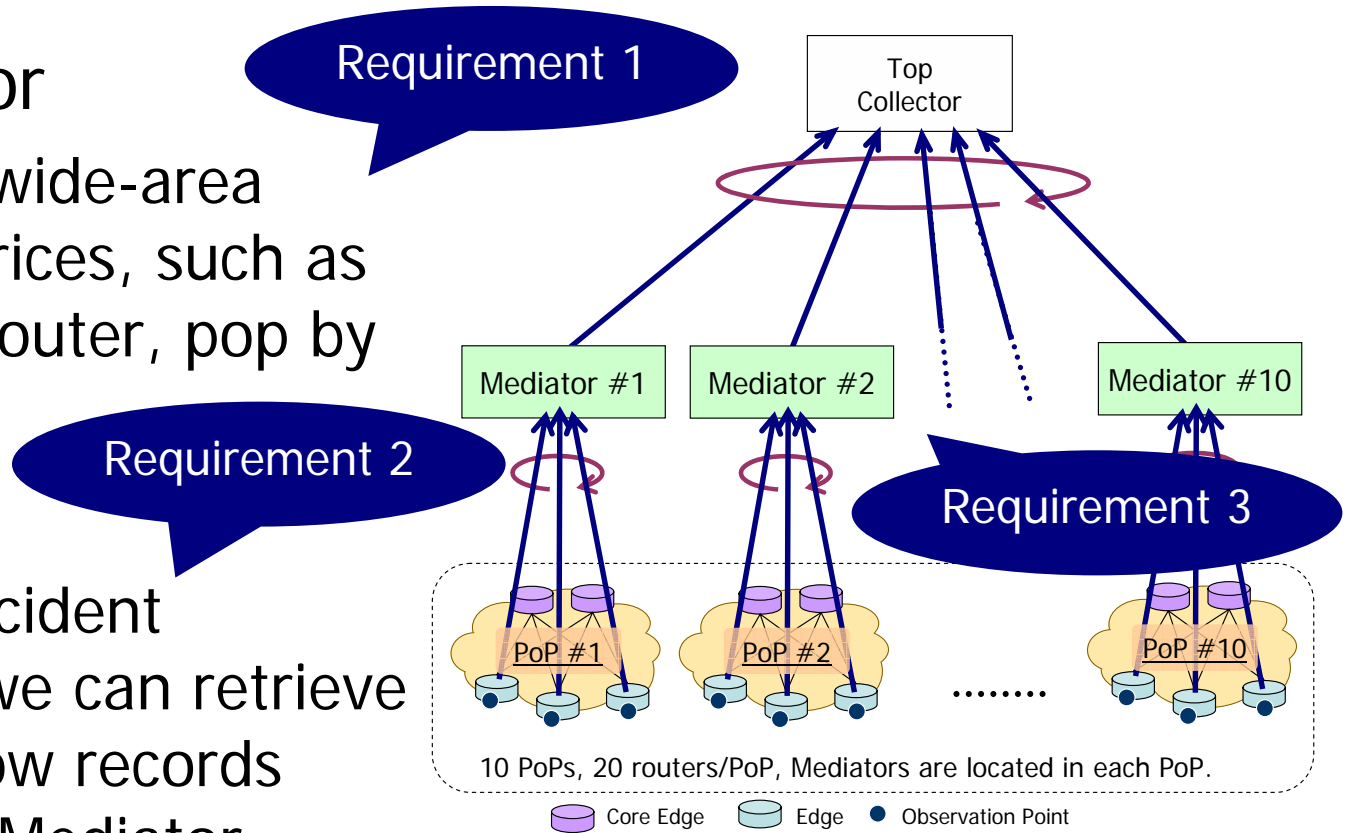 Requirement 1
Top
Collector
or
wide-area
rices, such as
outer, pop by
Mediator #1
Mediator #2
Mediator #10
Requirement 2
Requirement 3
cident
we can retrieve
ow records
Mediator
PoP #1
PoP #2
PoP #10
........
10 PoPs, 20 routers/PoP, Mediators are located in each PoP.
Core Edge
Edge
Observation Point